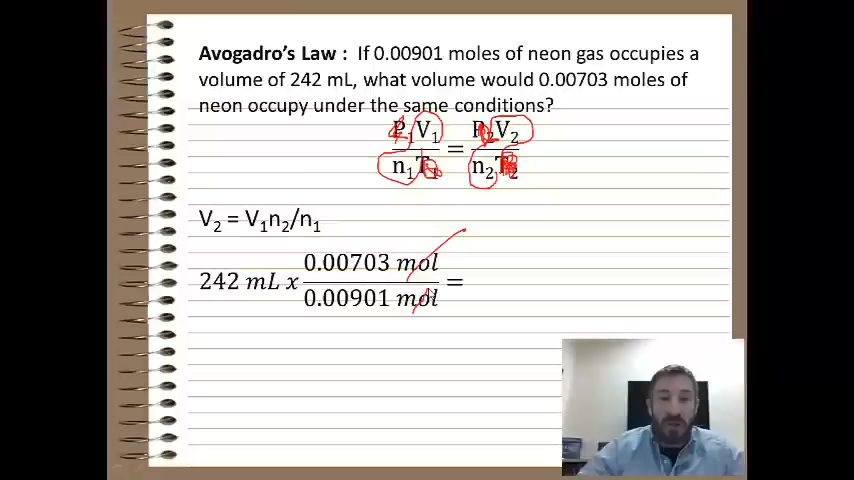 Avogadro's Law : If 0.00901 moles of neon gas occupies a
volume of 242 mL, what volume would 0.00703 moles of
neon occupy under the same conditions?
P₁V₁ / n₁T₁ = P₂V₂ / n₂T₂
V₂ = V₁n₂/n₁
242 mL x 0.00703 mol / 0.00901 mol =